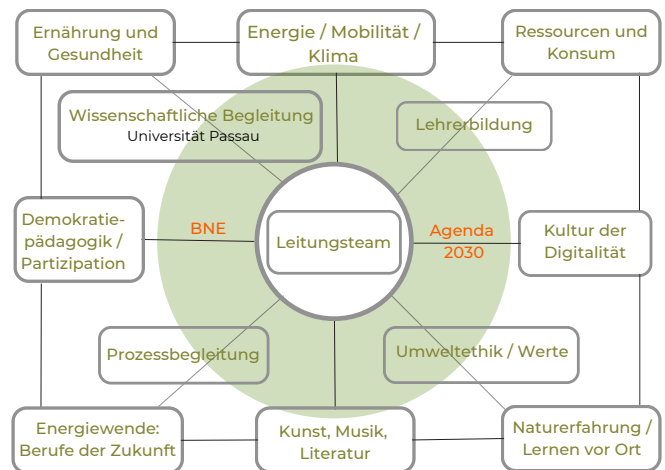 Ernährung und
Gesundheit
Energie / Mobilität /
Klima
Ressourcen und
Konsum
Wissenschaftliche Begleitung
Universität Passau
Lehrerbildung
Demokratie-
pädagogik /
Partizipation
BNE
Leitungsteam
Agenda
2030
Kultur der
Digitalität
Prozessbegleitung
Umweltethik / Werte
Energiewende:
Berufe der Zukunft
Kunst, Musik,
Literatur
Naturerfahrung /
Lernen vor Ort